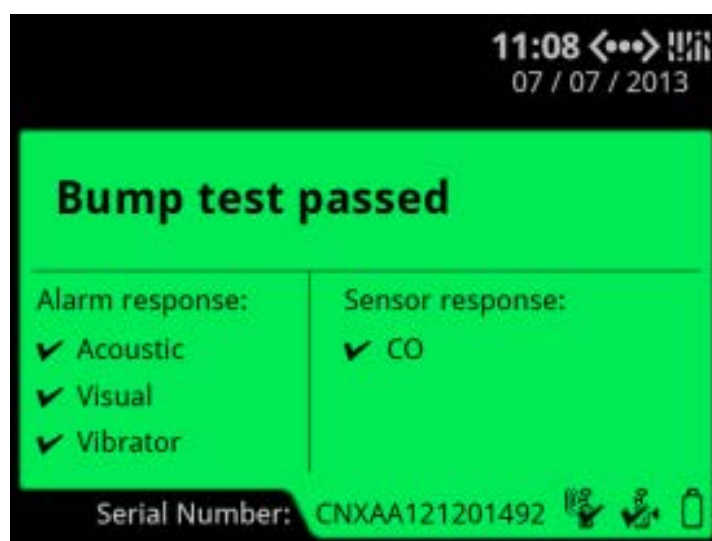 11:08
07 / 07 / 2013
Bump test passed
Alarm response:
✔ Acoustic
✔ Visual
✔ Vibrator
Sensor response:
✔ CO
Serial Number: CNXAA121201492